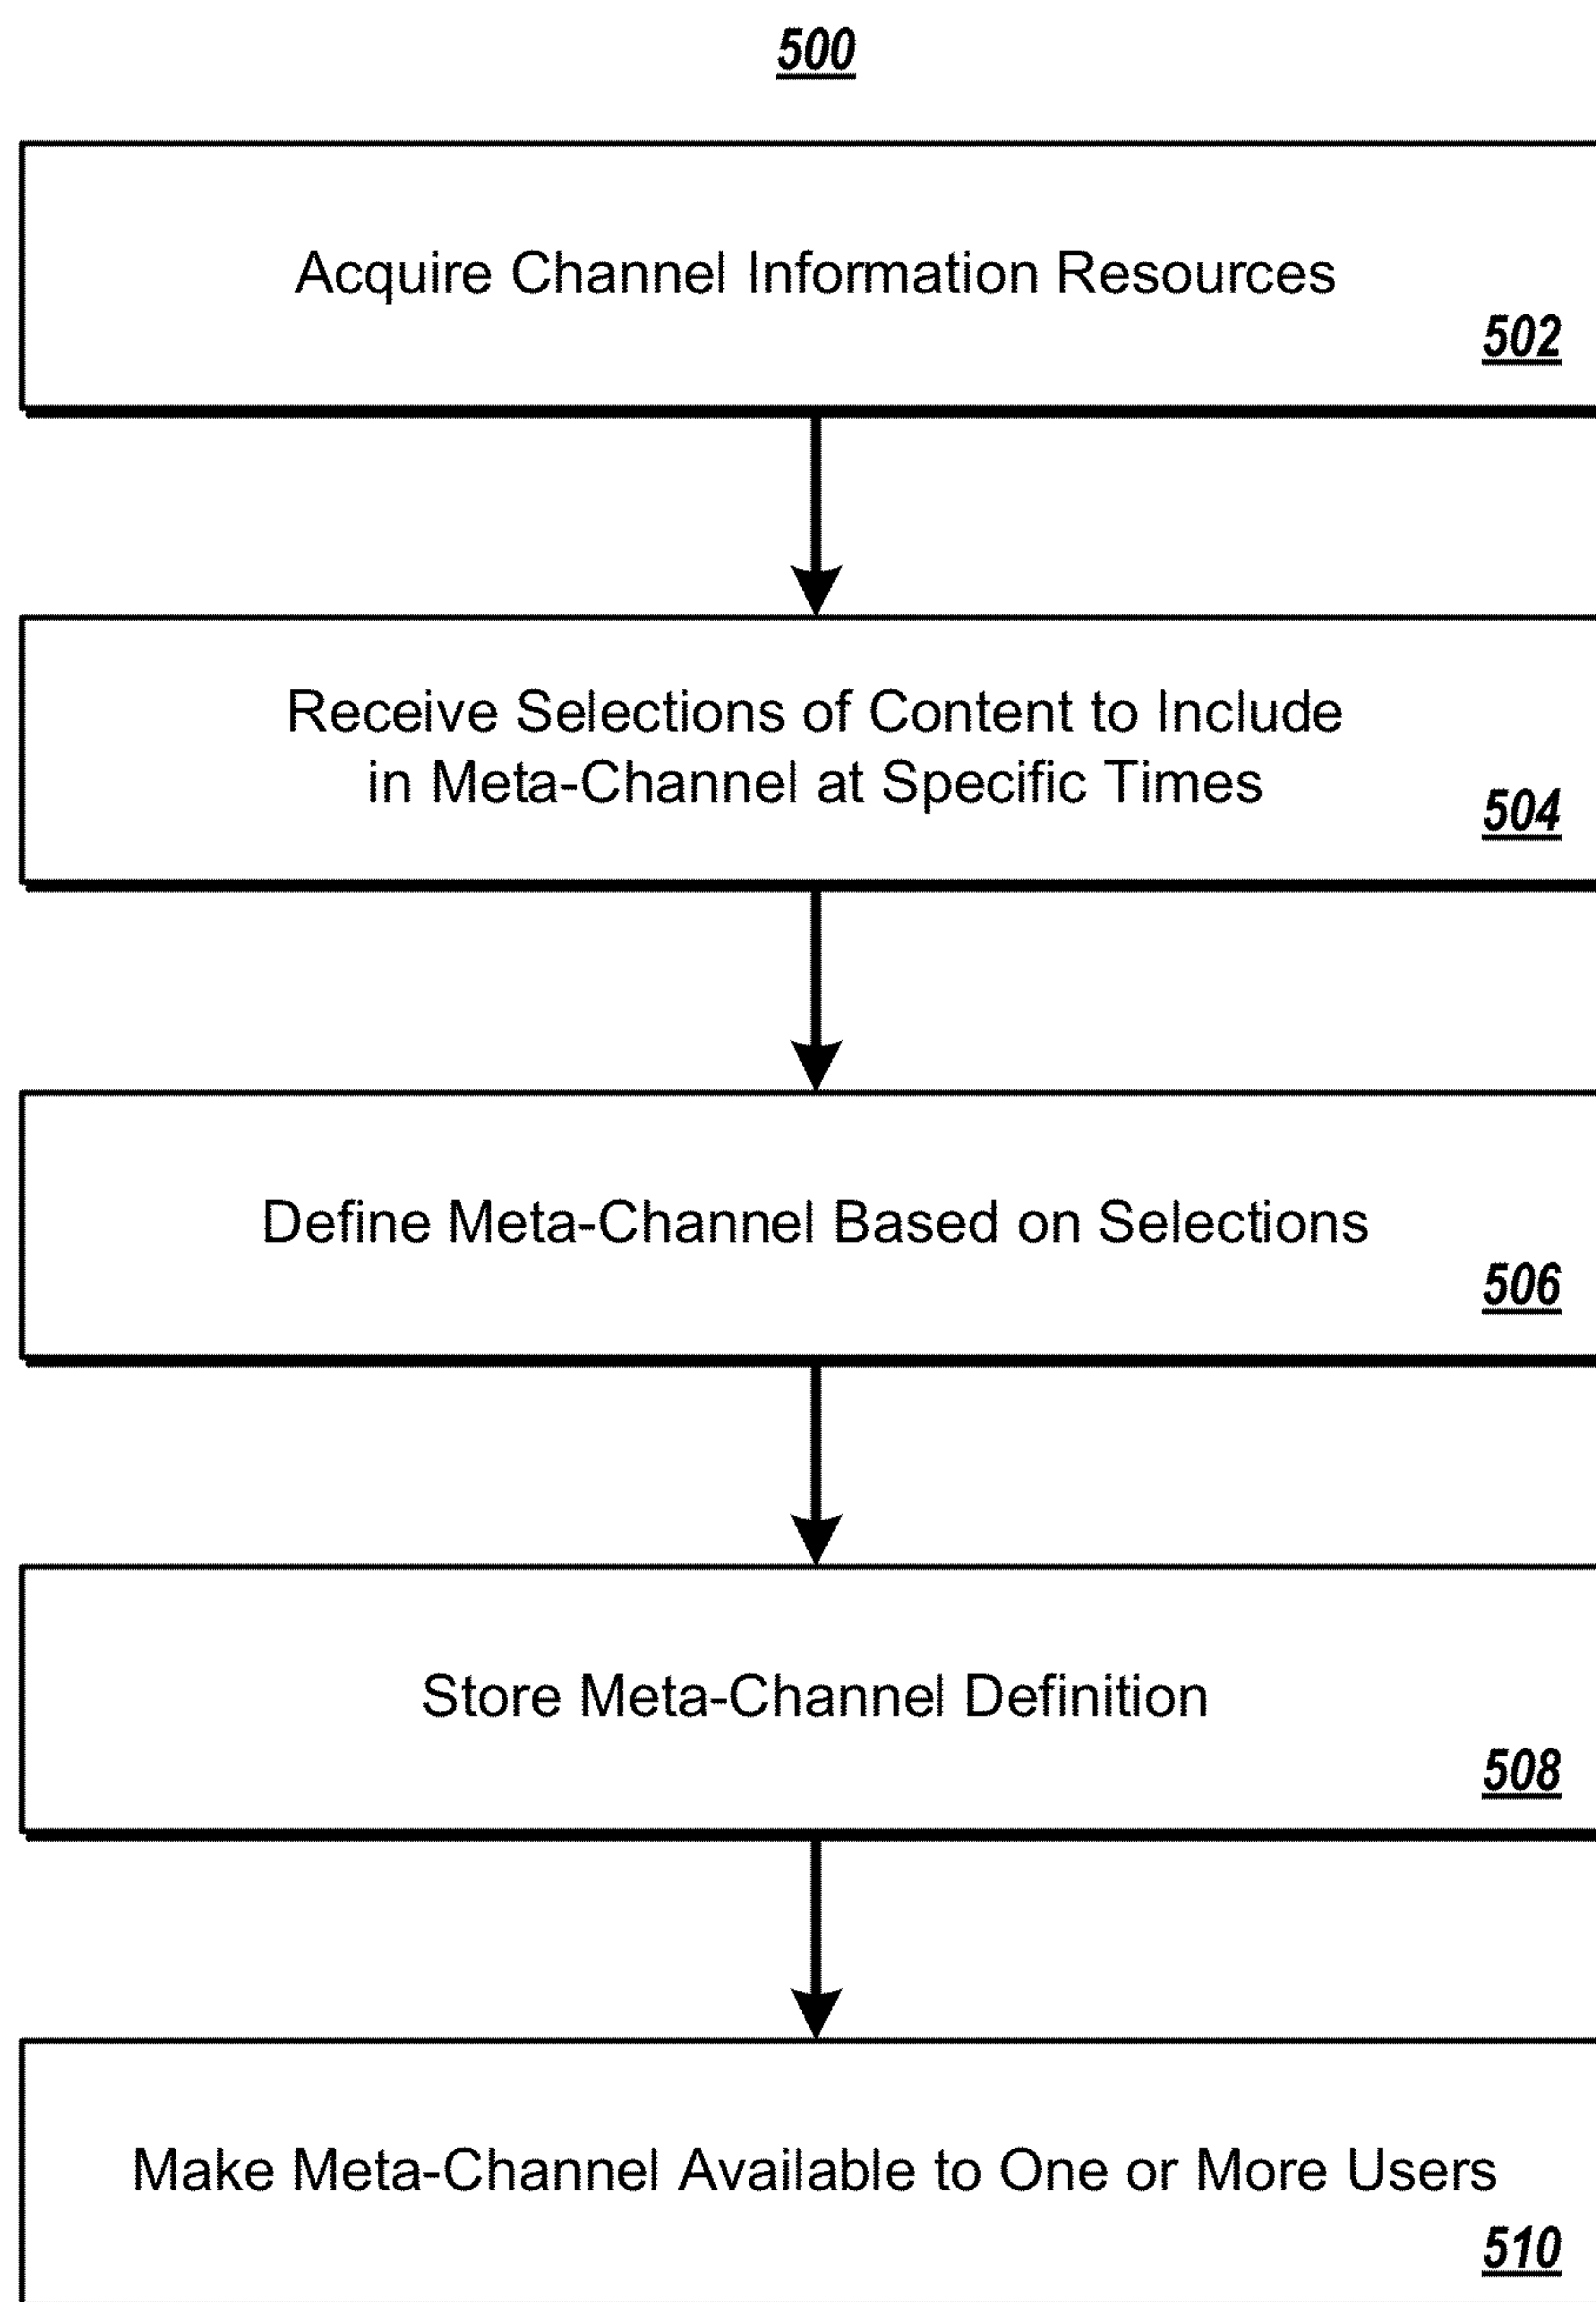 500
Acquire Channel Information Resources
502
Receive Selections of Content to Include
in Meta-Channel at Specific Times
504
Define Meta-Channel Based on Selections
506
Store Meta-Channel Definition
508
Make Meta-Channel Available to One or More Users
510